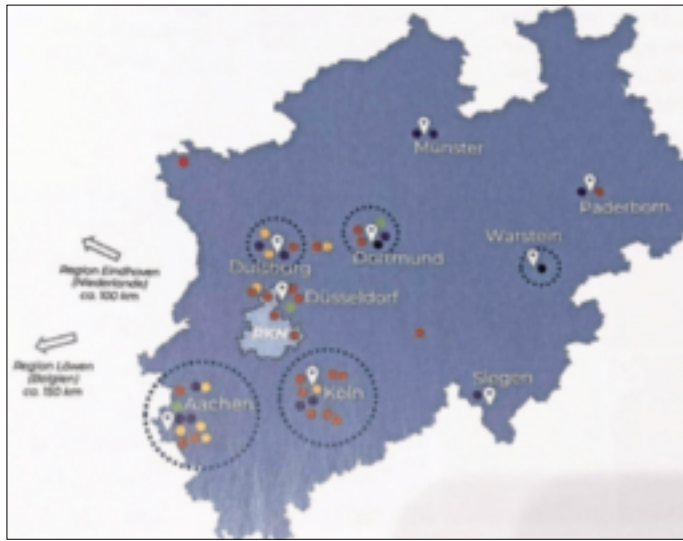 Münster
Paderborn
Warstein
Duisburg
Dortmund
Region Eindhoven
(Niederlande)
ca. 100 km
Düsseldorf
RKN
Region Löwen
(Belgien)
ca. 150 km
Siegen
Aachen
Köln